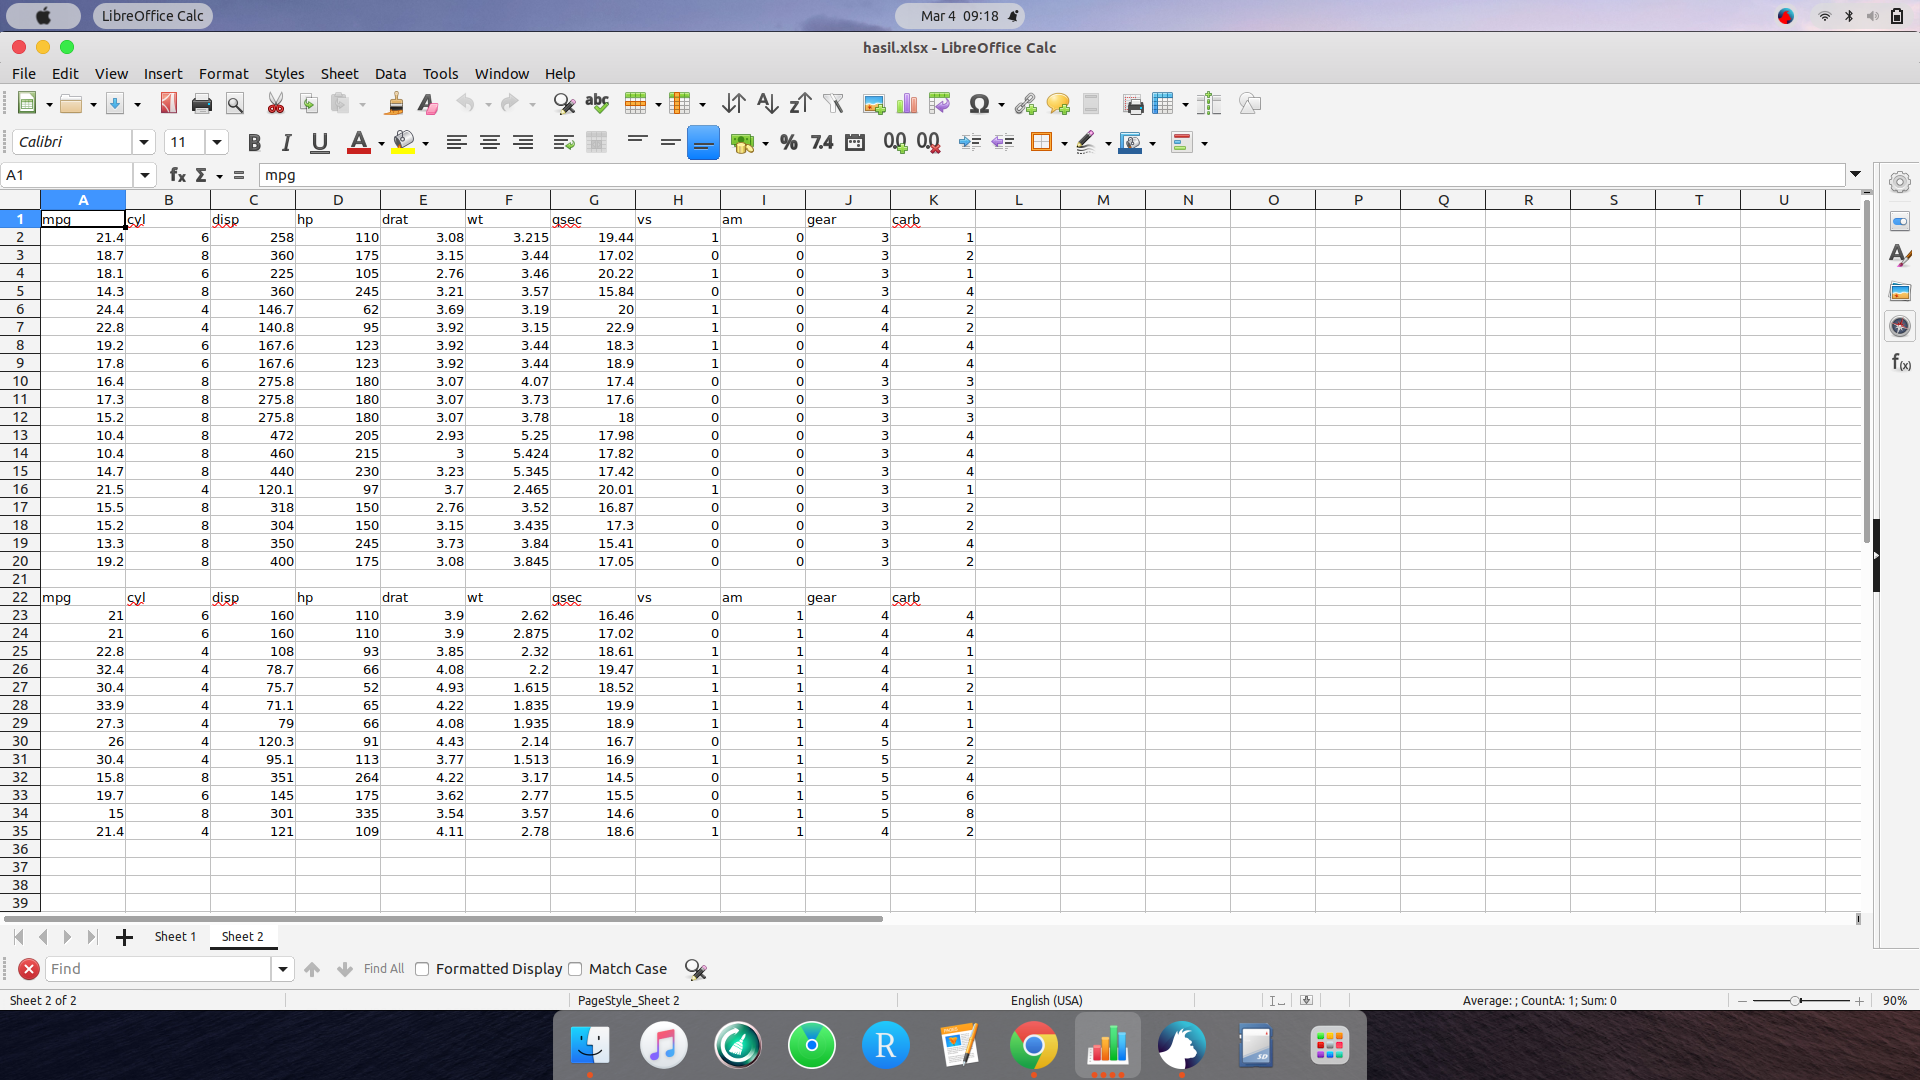 LibreOffice Calc
Mar 4 09:18
hasil.xlsx - LibreOffice Calc
File Edit View Insert Format Styles Sheet Data Tools Window Help
Calibri 11
A1 mpg
A B C D E F G H I J K L M N O P Q R S T U
1 mpg cyl disp hp drat wt qsec vs am gear carb
2 21.4 6 258 110 3.08 3.215 19.44 1 0 3 1
3 18.7 8 360 175 3.15 3.44 17.02 0 0 3 2
4 18.1 6 225 105 2.76 3.46 20.22 1 0 3 1
5 14.3 8 360 245 3.21 3.57 15.84 0 0 3 4
6 24.4 4 146.7 62 3.69 3.19 20 1 0 4 2
7 22.8 4 140.8 95 3.92 3.15 22.9 1 0 4 2
8 19.2 6 167.6 123 3.92 3.44 18.3 1 0 4 4
9 17.8 6 167.6 123 3.92 3.44 18.9 1 0 4 4
10 16.4 8 275.8 180 3.07 4.07 17.4 0 0 3 3
11 17.3 8 275.8 180 3.07 3.73 17.6 0 0 3 3
12 15.2 8 275.8 180 3.07 3.78 18 0 0 3 3
13 10.4 8 472 205 2.93 5.25 17.98 0 0 3 4
14 10.4 8 460 215 3 5.424 17.82 0 0 3 4
15 14.7 8 440 230 3.23 5.345 17.42 0 0 3 4
16 21.5 4 120.1 97 3.7 2.465 20.01 1 0 3 1
17 15.5 8 318 150 2.76 3.52 16.87 0 0 3 2
18 15.2 8 304 150 3.15 3.435 17.3 0 0 3 2
19 13.3 8 350 245 3.73 3.84 15.41 0 0 3 4
20 19.2 8 400 175 3.08 3.845 17.05 0 0 3 2
21
22 mpg cyl disp hp drat wt qsec vs am gear carb
23 21 6 160 110 3.9 2.62 16.46 0 1 4 4
24 21 6 160 110 3.9 2.875 17.02 0 1 4 4
25 22.8 4 108 93 3.85 2.32 18.61 1 1 4 1
26 32.4 4 78.7 66 4.08 2.2 19.47 1 1 4 1
27 30.4 4 75.7 52 4.93 1.615 18.52 1 1 4 2
28 33.9 4 71.1 65 4.22 1.835 19.9 1 1 4 1
29 27.3 4 79 66 4.08 1.935 18.9 1 1 4 1
30 26 4 120.3 91 4.43 2.14 16.7 0 1 5 2
31 30.4 4 95.1 113 3.77 1.513 16.9 1 1 5 2
32 15.8 8 351 264 4.22 3.17 14.5 0 1 5 4
33 19.7 6 145 175 3.62 2.77 15.5 0 1 5 6
34 15 8 301 335 3.54 3.57 14.6 0 1 5 8
35 21.4 4 121 109 4.11 2.78 18.6 1 1 4 2
36
37
38
39
Sheet 1 Sheet 2
Find Find All Formatted Display Match Case
Sheet 2 of 2 PageStyle_Sheet 2 English (USA) Average: ; CountA: 1; Sum: 0 90%